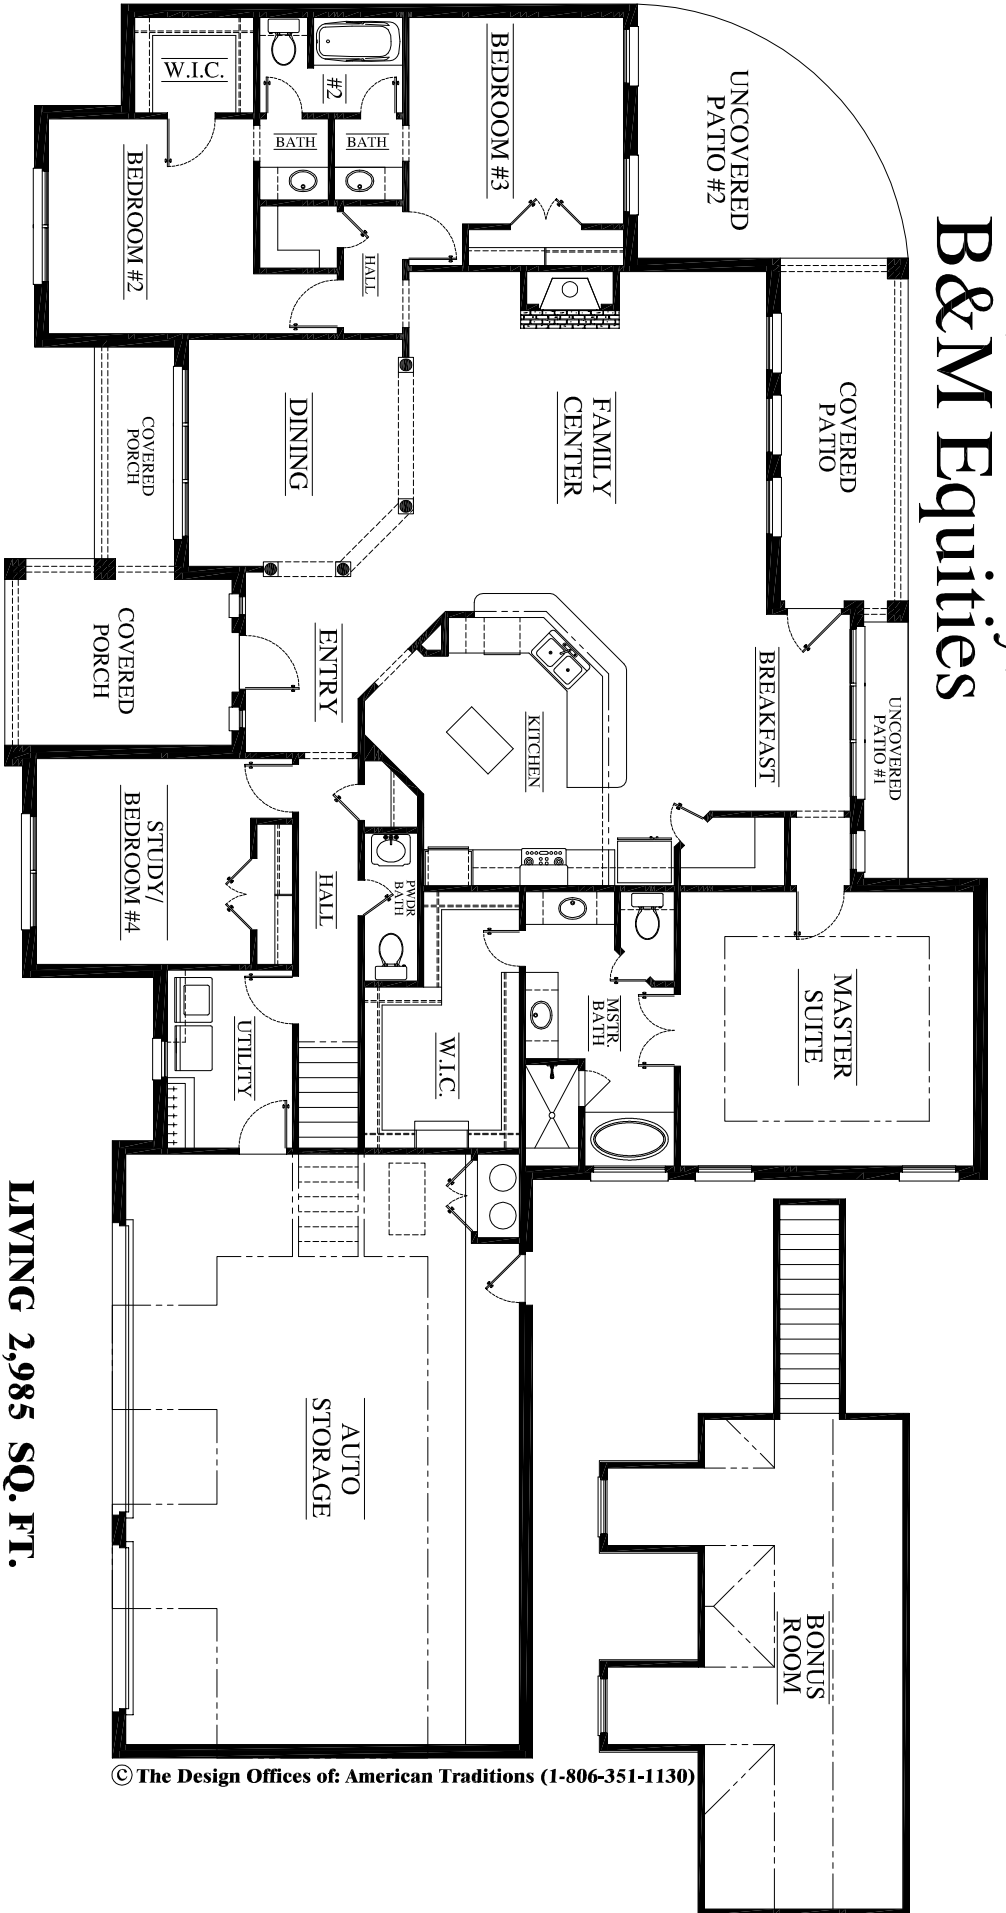 B&M Equities
UNCOVERED
PATIO #2
COVERED
PATIO
UNCOVERED
PATIO #1
BEDROOM #3
W.I.C.
#2
BATH
BATH
BEDROOM #2
HALL
FAMILY
CENTER
DINING
COVERED
PORCH
COVERED
PORCH
ENTRY
BREAKFAST
KITCHEN
STUDY/
BEDROOM #4
HALL
PWDR
BATH
MASTER
SUITE
MSTR.
BATH
W.I.C.
UTILITY
AUTO
STORAGE
BONUS
ROOM
LIVING 2,985 SQ. FT.
© The Design Offices of: American Traditions (1-806-351-1130)